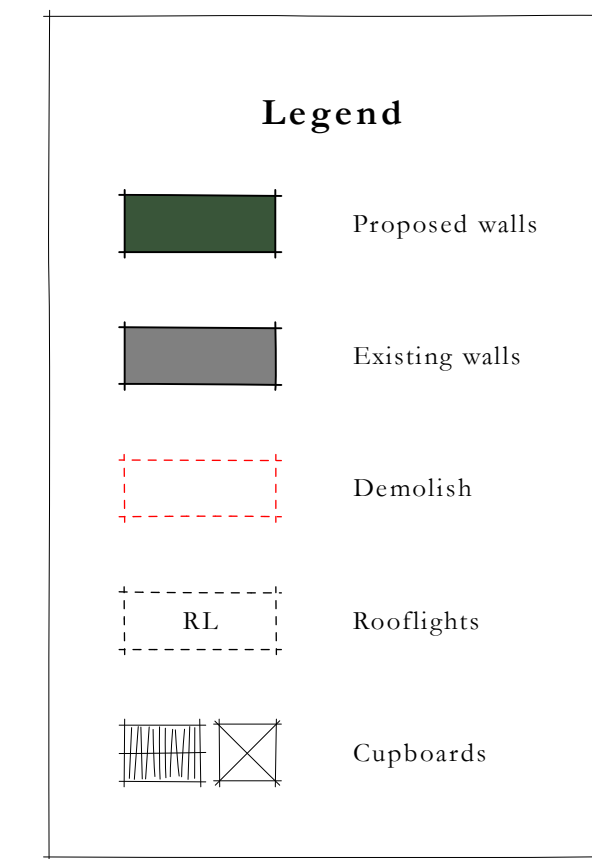 Legend
Proposed walls
Existing walls
Demolish
RL Rooflights
Cupboards